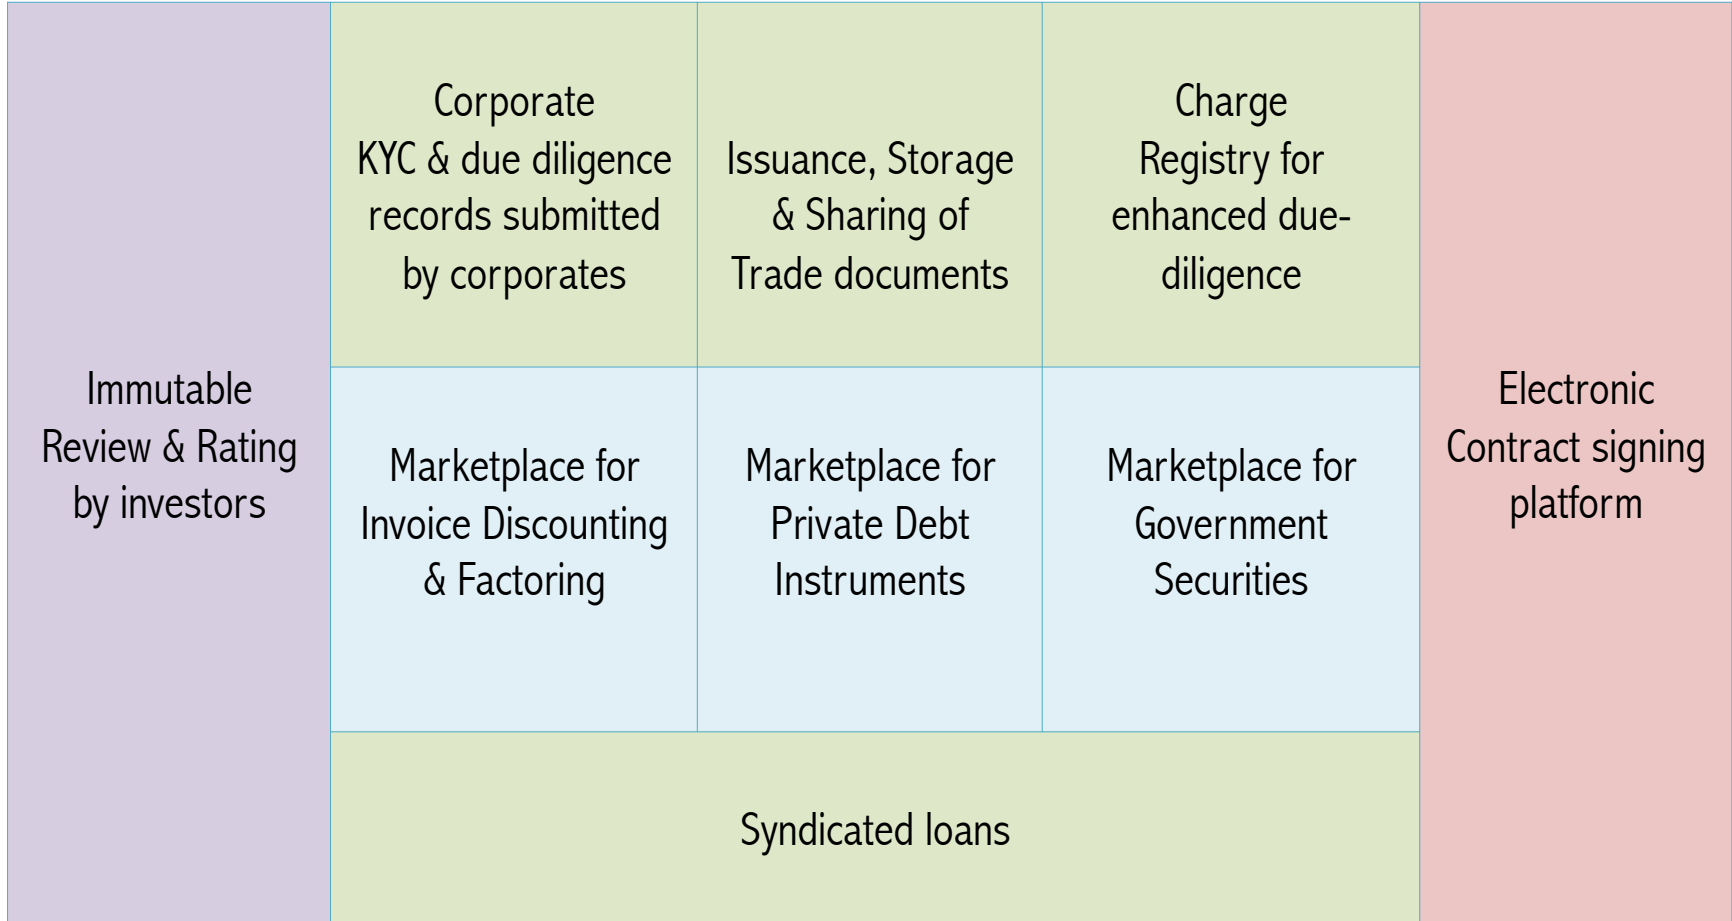 Immutable
Review & Rating
by investors
Corporate
KYC & due diligence
records submitted
by corporates
Issuance, Storage
& Sharing of
Trade documents
Charge
Registry for
enhanced due-
diligence
Marketplace for
Invoice Discounting
& Factoring
Marketplace for
Private Debt
Instruments
Marketplace for
Government
Securities
Syndicated loans
Electronic
Contract signing
platform